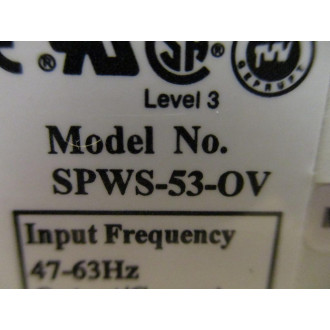 Level 3
Model No.
SPWS-53-OV
Input Frequency
47-63Hz